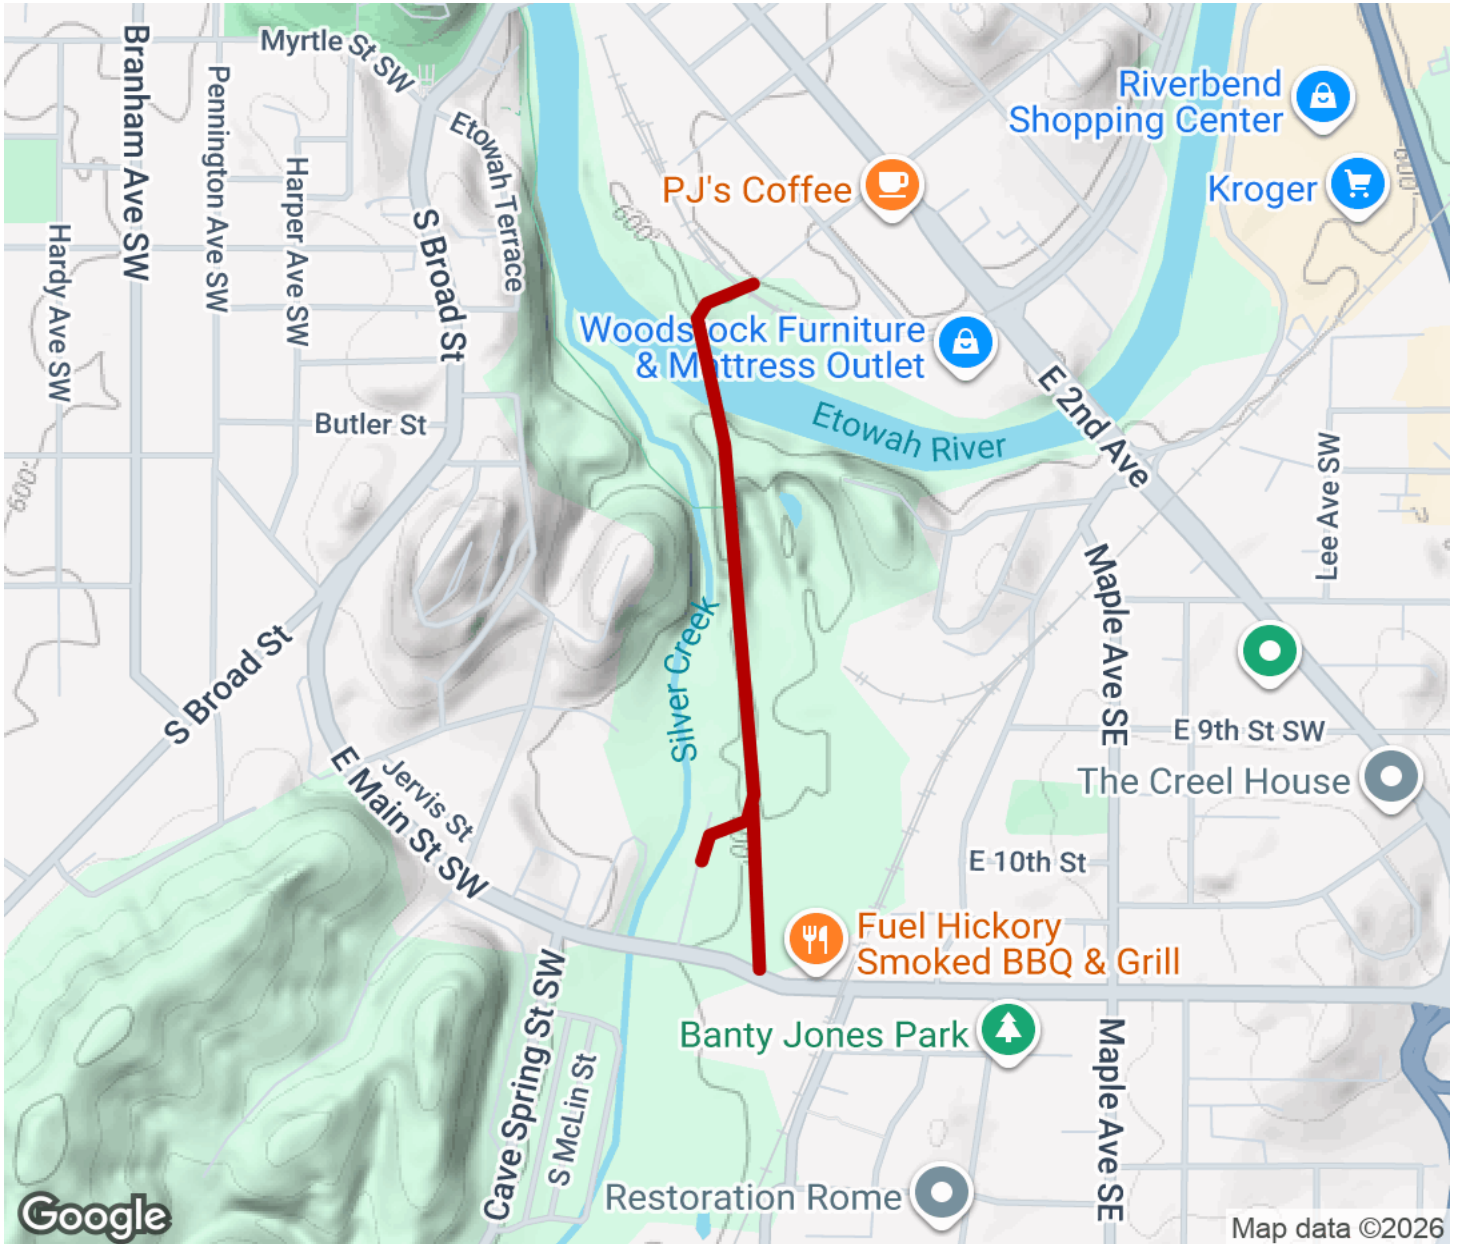 Myrtle St SW
Branham Ave SW
Pennington Ave SW
Harper Ave SW
Hardy Ave SW
Etowah Terrace
S Broad St
Riverbend
Shopping Center
Kroger
PJ's Coffee
600'
600'
Woodstock Furniture
& Mattress Outlet
E 2nd Ave
Etowah River
Butler St
600'
Lee Ave SW
Maple Ave SE
Silver Creek
S Broad St
E 9th St SW
The Creel House
Jervis St
E Main St SW
E 10th St
Fuel Hickory
Smoked BBQ & Grill
Banty Jones Park
Cave Spring St SW
S McLin St
Maple Ave SE
Restoration Rome
Google
Map data ©2026